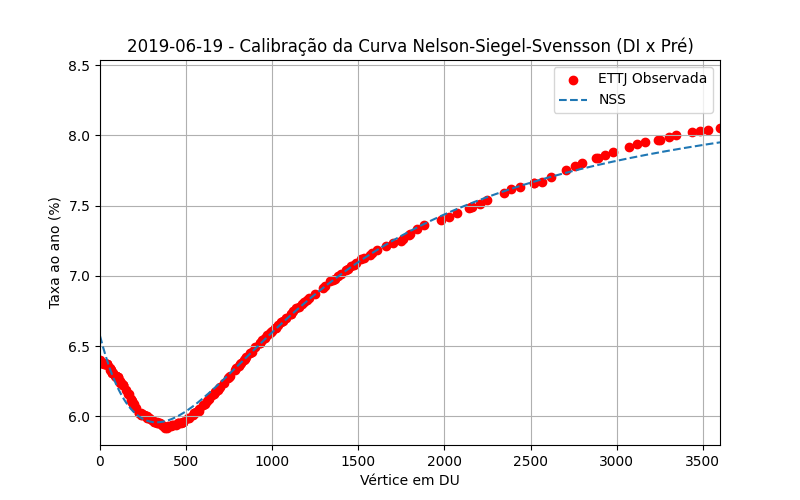 2019-06-19 - Calibração da Curva Nelson-Siegel-Svensson (DI x Pré)
ETTJ Observada
NSS
Taxa ao ano (%)
8.5
8.0
7.5
7.0
6.5
6.0
0 500 1000 1500 2000 2500 3000 3500
Vértice em DU